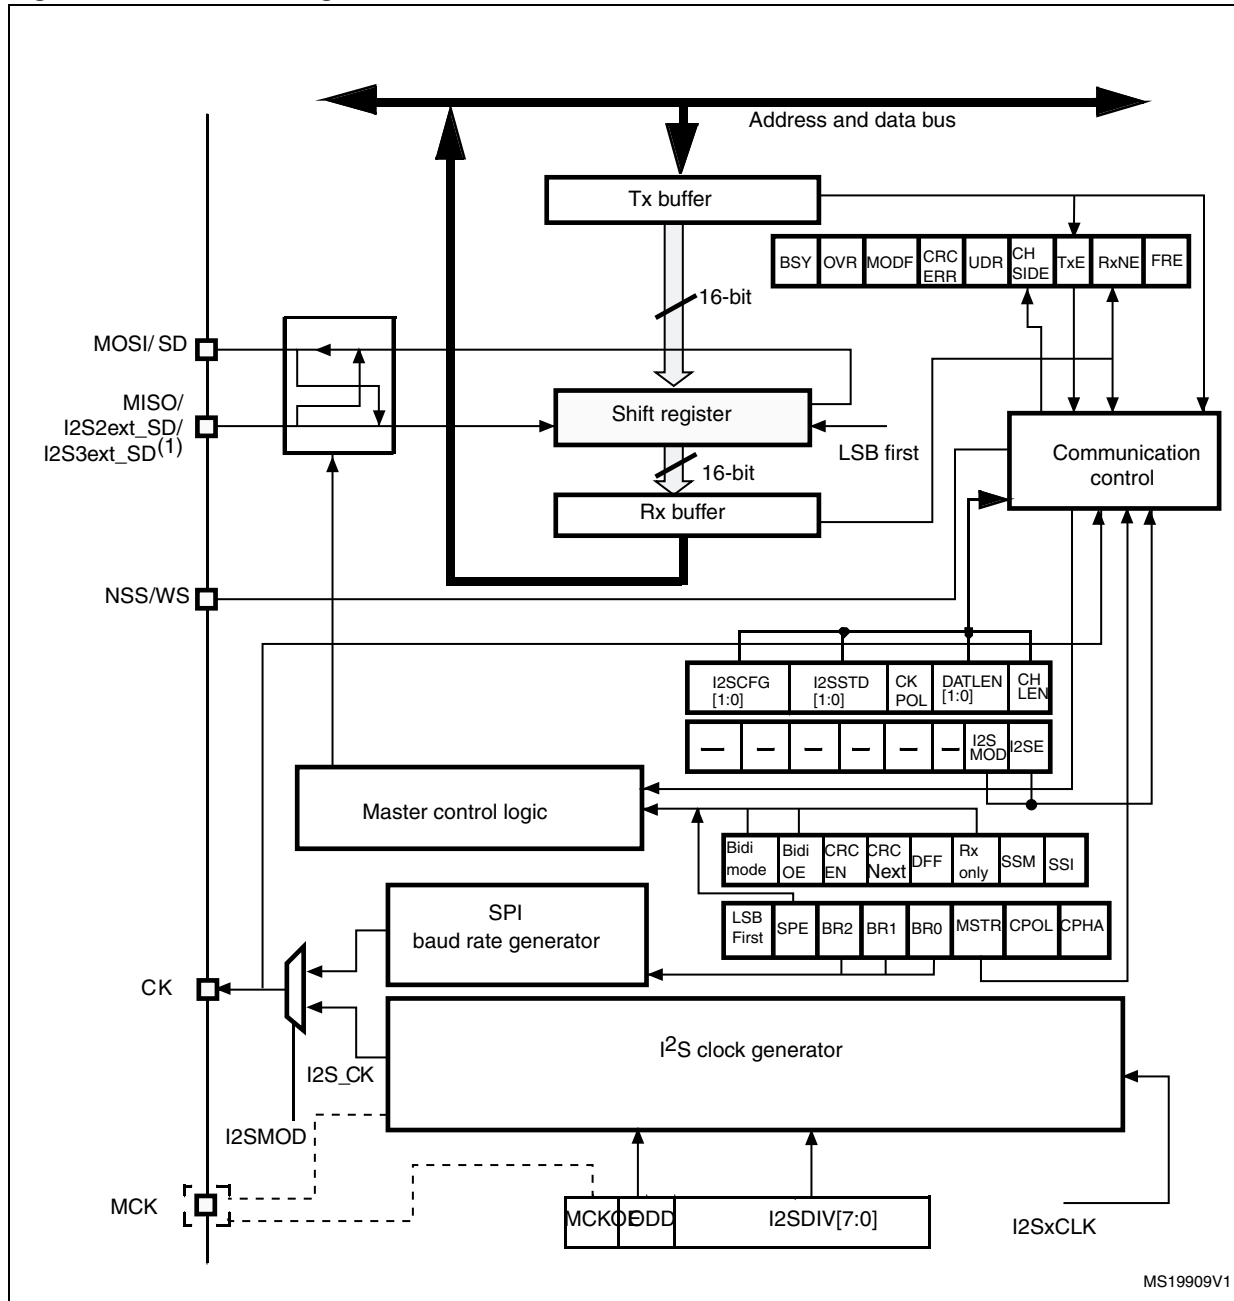 Address and data bus
Tx buffer
BSY OVR MODF CRC ERR UDR CH SIDE TxE RxNE FRE
16-bit
MOSI/ SD
MISO/
I2S2ext_SD/
I2S3ext_SD(1)
Shift register
LSB first
Communication
control
16-bit
Rx buffer
NSS/WS
I2SCFG [1:0] I2SSTD [1:0] CK POL DATLEN [1:0] CH LEN
I2S MOD I2SE
Master control logic
Bidi mode Bidi OE CRC EN CRC Next DFF Rx only SSM SSI
LSB First SPE BR2 BR1 BR0 MSTR CPOL CPHA
SPI
baud rate generator
CK
I2S clock generator
I2S_CK
I2SMOD
MCK
MCKOE ODD I2SDIV[7:0]
I2SxCLK
MS19909V1